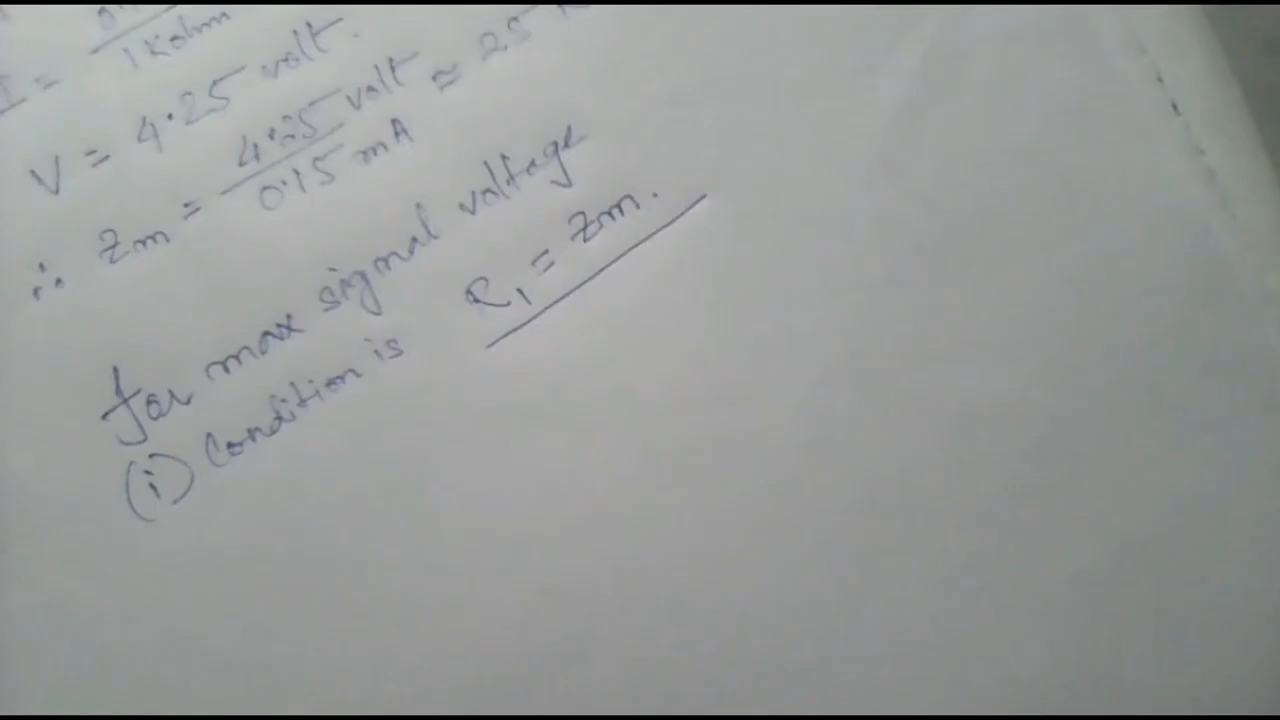 I = 1 Kohm
V = 4.25 volt.
∴ Zm = 4.25 volt / 0.15 mA ≈ 25
for max signal voltage
(i) condition is R1 = Zm.